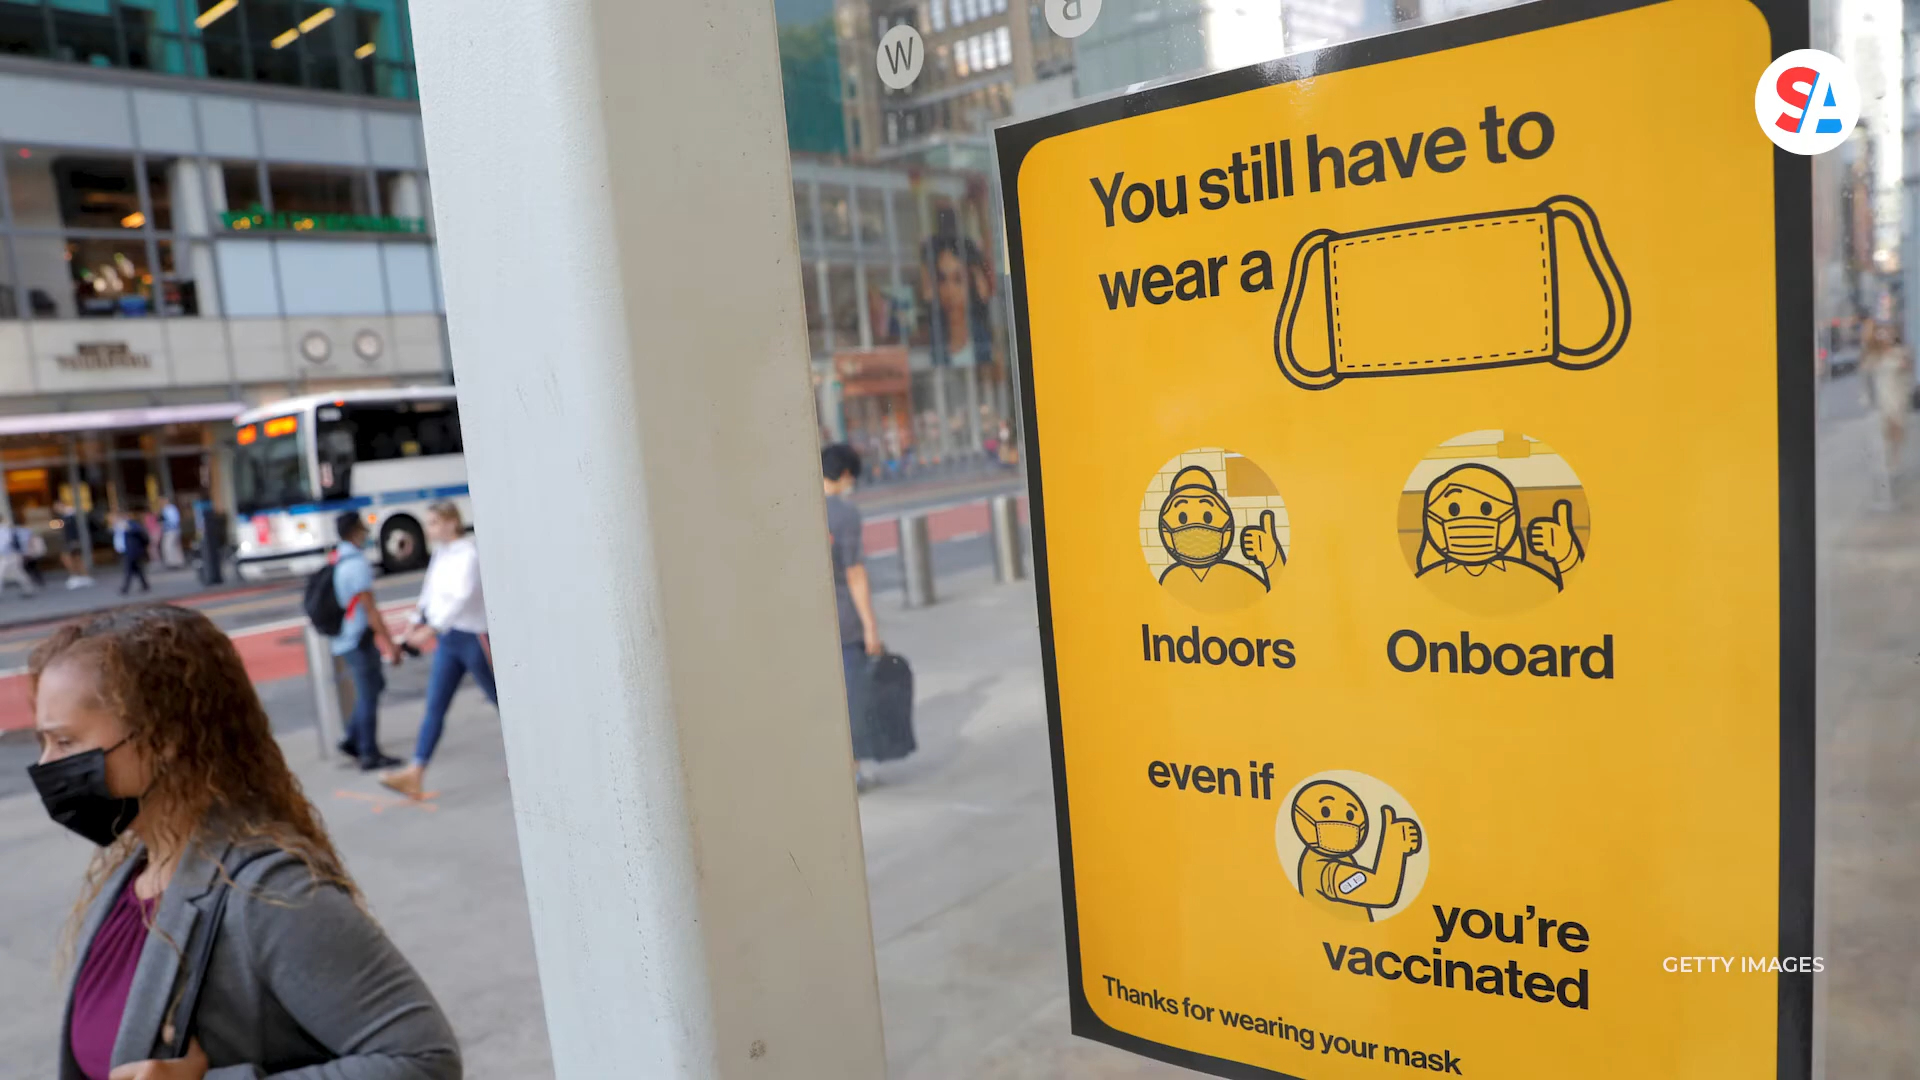 W
R
SA
You still have to
wear a
Indoors
Onboard
even if
you're
vaccinated
Thanks for wearing your mask
GETTY IMAGES